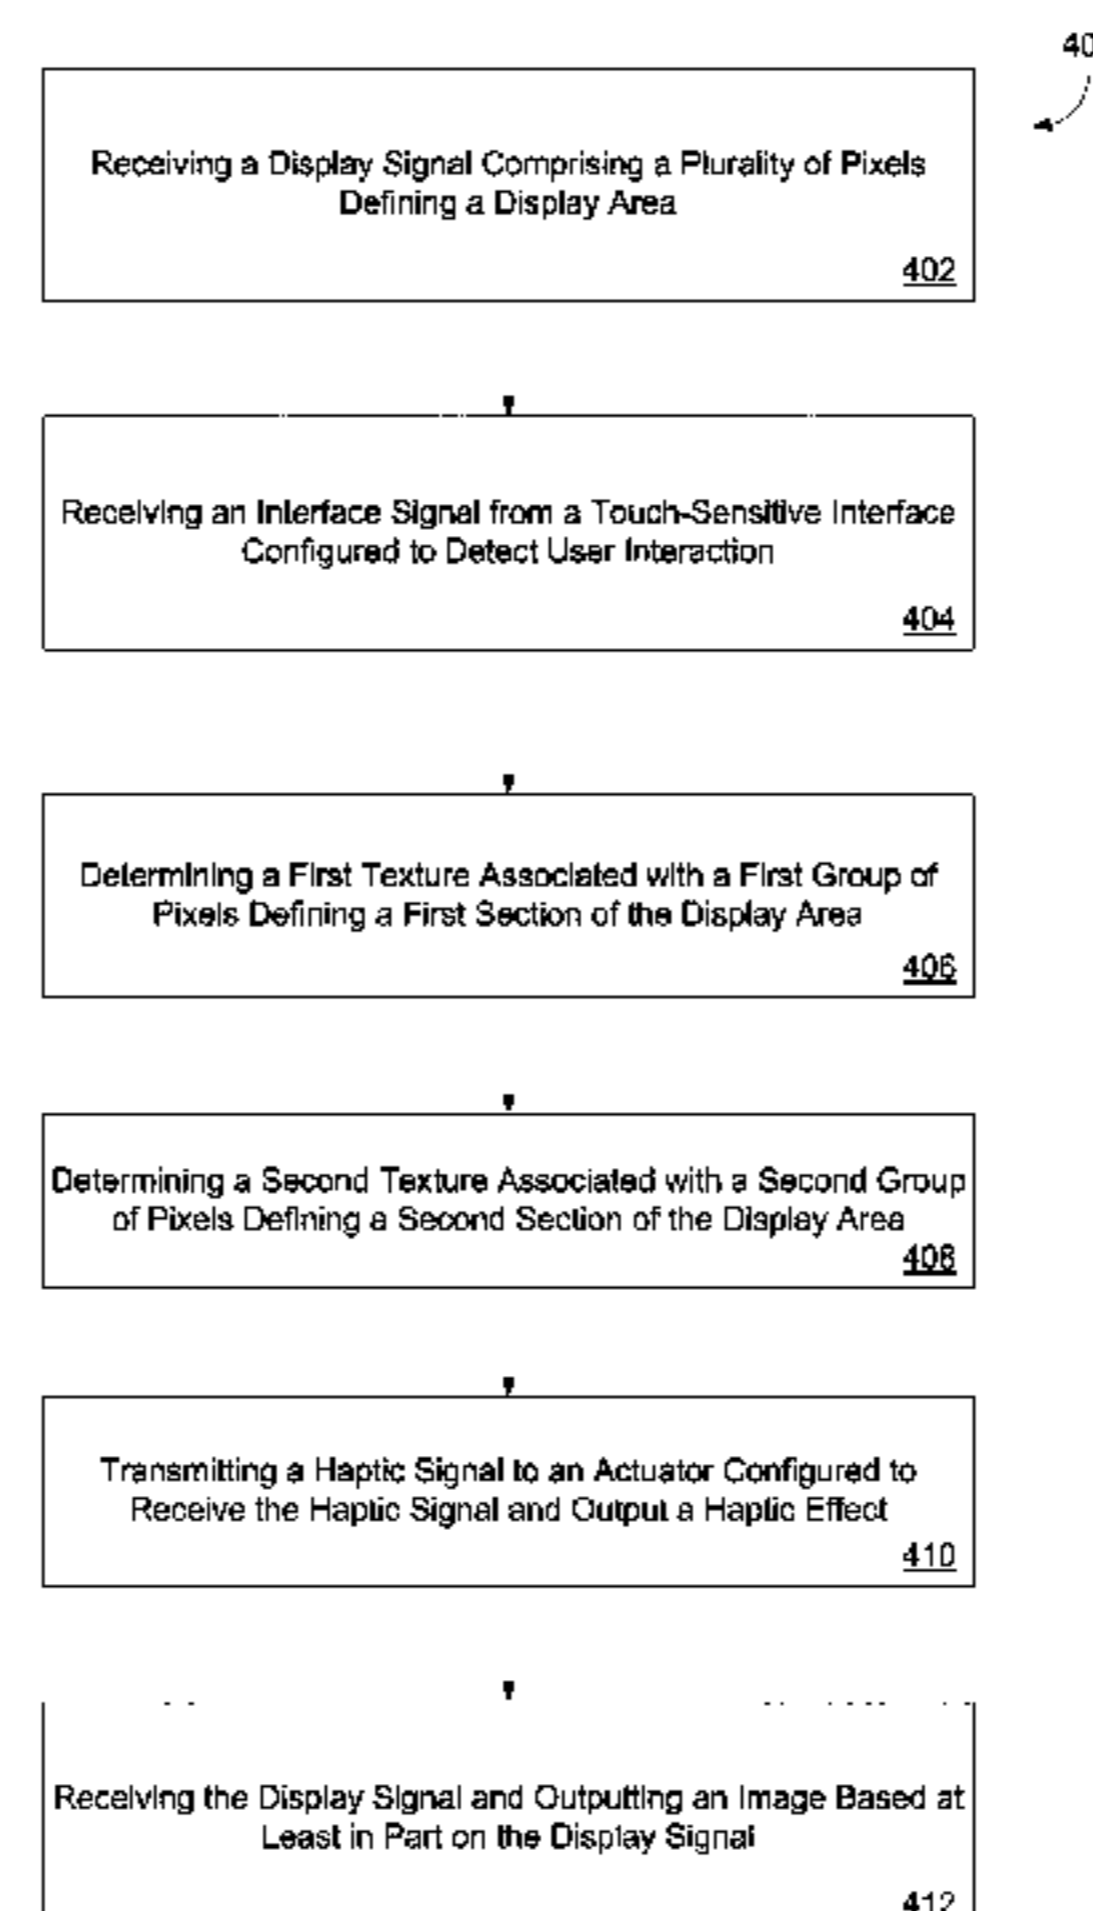 Receiving a Display Signal Comprising a Plurality of Pixels
Defining a Display Area
402
Receiving an Interface Signal from a Touch-Sensitive Interface
Configured to Detect User Interaction
404
Determining a First Texture Associated with a First Group of
Pixels Defining a First Section of the Display Area
406
Determining a Second Texture Associated with a Second Group
of Pixels Defining a Second Section of the Display Area
408
Transmitting a Haptic Signal to an Actuator Configured to
Receive the Haptic Signal and Output a Haptic Effect
410
Receiving the Display Signal and Outputting an Image Based at
Least in Part on the Display Signal
412